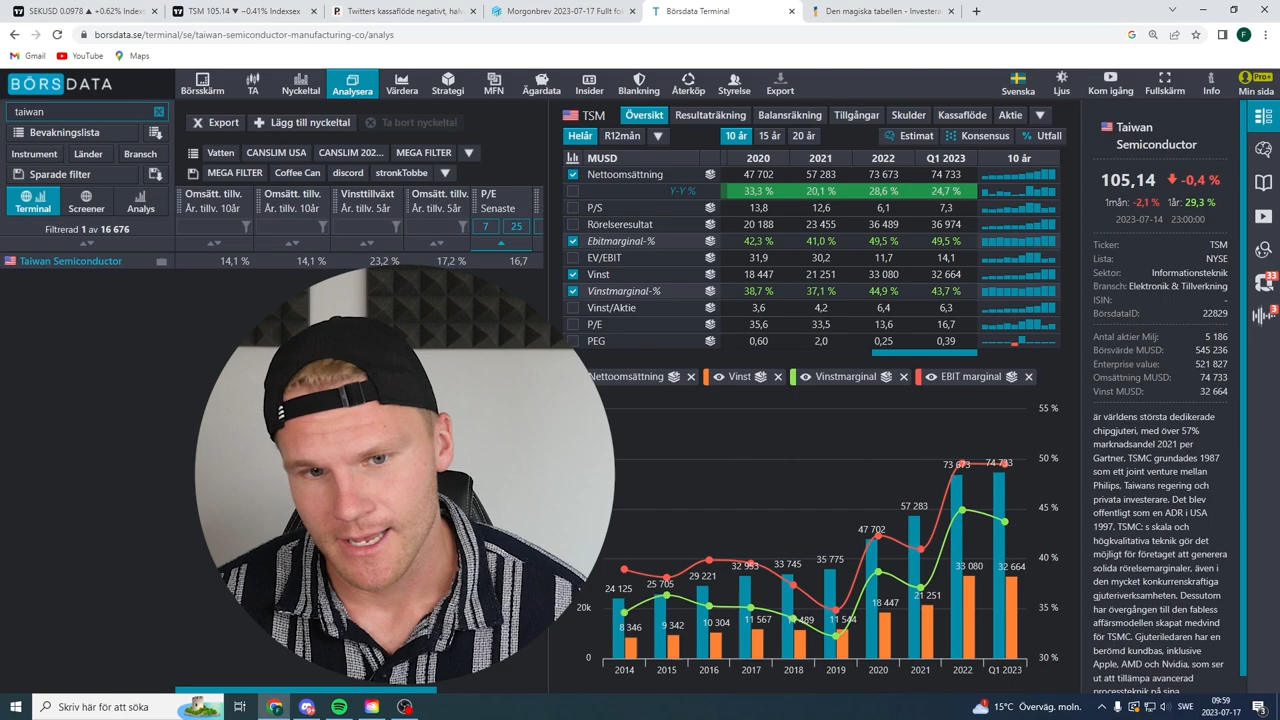 SEKUSD 0.0978 ▲ +0.62% Index
TSM 105.14 ▼ −0.41% Indexsex
Twitters kassaflöde negativt, hal
Morgonbrev 2023-07-17 Fullt fok
Börsdata Terminal
Den magiska tabellen - Investera
borsdata.se/terminal/se/taiwan-semiconductor-manufacturing-co/analys
F
Gmail
YouTube
Maps
BÖRSDATA
Börsskärm
TA
Nyckeltal
Analysera
Värdera
Strategi
MFN
Ägardata
Insider
Blankning
Återköp
Styrelse
Export
Svenska
Ljus
Kom igång
Fullskärm
Info
Pro+
Min sida
taiwan
Bevakningslista
Instrument
Länder
Bransch
Sparade filter
Terminal
Screener
Analys
Filtrerad 1 av 16 676
Taiwan Semiconductor
Export
Lägg till nyckeltal
Ta bort nyckeltal
Vatten
CANSLIM USA
CANSLIM 202...
MEGA FILTER
MEGA FILTER
Coffee Can
discord
stronkTobbe
Omsätt. tillv. Omsätt. tillv. Vinsttillväxt Omsätt. tillv. P/E
År. tillv. 10år År. tillv. 10år År. tillv. 5år År. tillv. 5år Senaste
7 25
14,1 % 14,1 % 23,2 % 17,2 % 16,7
TSM
Översikt
Resultaträkning
Balansräkning
Tillgångar
Skulder
Kassaflöde
Aktie
Helår
R12mån
10 år
15 år
20 år
Estimat
Konsensus
Utfall
MUSD 2020 2021 2022 Q1 2023 10 år
Nettoomsättning 47 702 57 283 73 673 74 733
Y-Y % 33,3 % 20,1 % 28,6 % 24,7 %
P/S 13,8 12,6 6,1 7,3
Rörelseresultat 20 188 23 455 36 489 36 974
Ebitmarginal-% 42,3 % 41,0 % 49,5 % 49,5 %
EV/EBIT 31,9 30,2 11,7 14,1
Vinst 18 447 21 251 33 080 32 664
Vinstmarginal-% 38,7 % 37,1 % 44,9 % 43,7 %
Vinst/Aktie 3,6 4,2 6,4 6,3
P/E 35,6 33,5 13,6 16,7
PEG 0,60 2,0 0,25 0,39
Nettoomsättning
Vinst
Vinstmarginal
EBIT marginal
55 %
50 %
45 %
40 %
35 %
30 %
20k
0
73 673 74 733
57 283
47 702
24 125 25 705 29 221 32 953 33 745 35 775
8 346 9 342 10 304 11 567 11 544 18 447 21 251 33 080 32 664
2014 2015 2016 2017 2018 2019 2020 2021 2022 Q1 2023
Taiwan
Semiconductor
105,14 -0,4 %
1mån: -2,1 % 1år: 29,3 %
2023-07-14 23:00:00
Ticker: TSM
Lista: NYSE
Sektor: Informationsteknik
Bransch: Elektronik & Tillverkning
ISIN: -
BörsdataID: 22829
Antal aktier Milj: 5 186
Börsvärde MUSD: 545 236
Enterprise value: 521 827
Omsättning MUSD: 74 733
Vinst MUSD: 32 664
är världens största dedikerade
chipgjuteri, med över 57%
marknadsandel 2021 per
Gartner. TSMC grundades 1987
som ett joint venture mellan
Philips, Taiwans regering och
privata investerare. Det blev
offentligt som en ADR i USA
1997. TSMC: s skala och
högkvalitativa teknik gör det
möjligt för företaget att generera
solida rörelsemarginaler, även i
den mycket konkurrenskraftiga
gjuteriverksamheten. Dessutom
har övergången till den fabless
affärsmodellen skapat medvind
för TSMC. Gjuteriledaren har en
berömd kundbas, inklusive
Apple, AMD och Nvidia, som ser
ut att tillämpa avancerad
processteknik på sina
33
3
Skriv här för att söka
15°C Överväg. moln.
SWE
09:59
2023-07-17
3